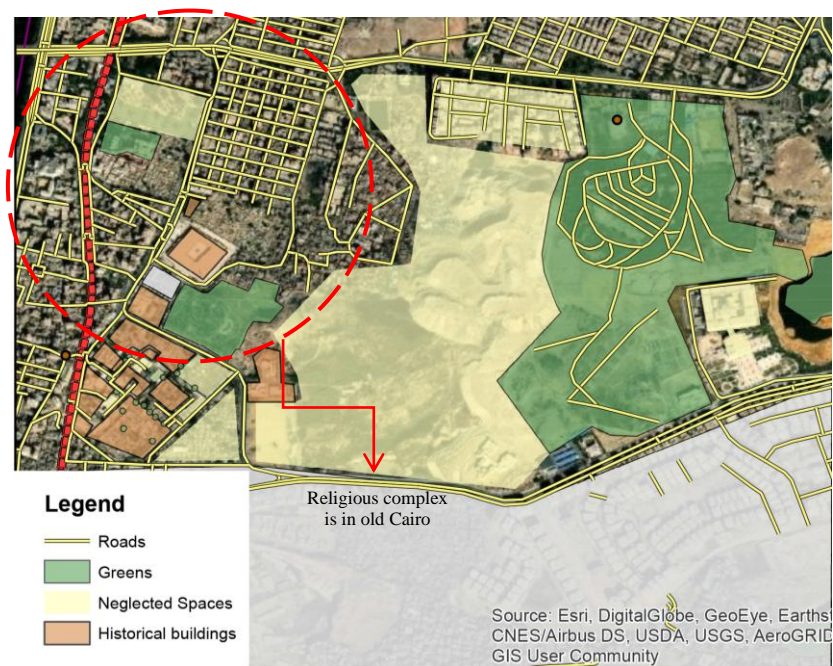 Religious complex
is in old Cairo
Legend
Roads
Greens
Neglected Spaces
Historical buildings
Source: Esri, DigitalGlobe, GeoEye, Earths
CNES/Airbus DS, USDA, USGS, AeroGRID
GIS User Community